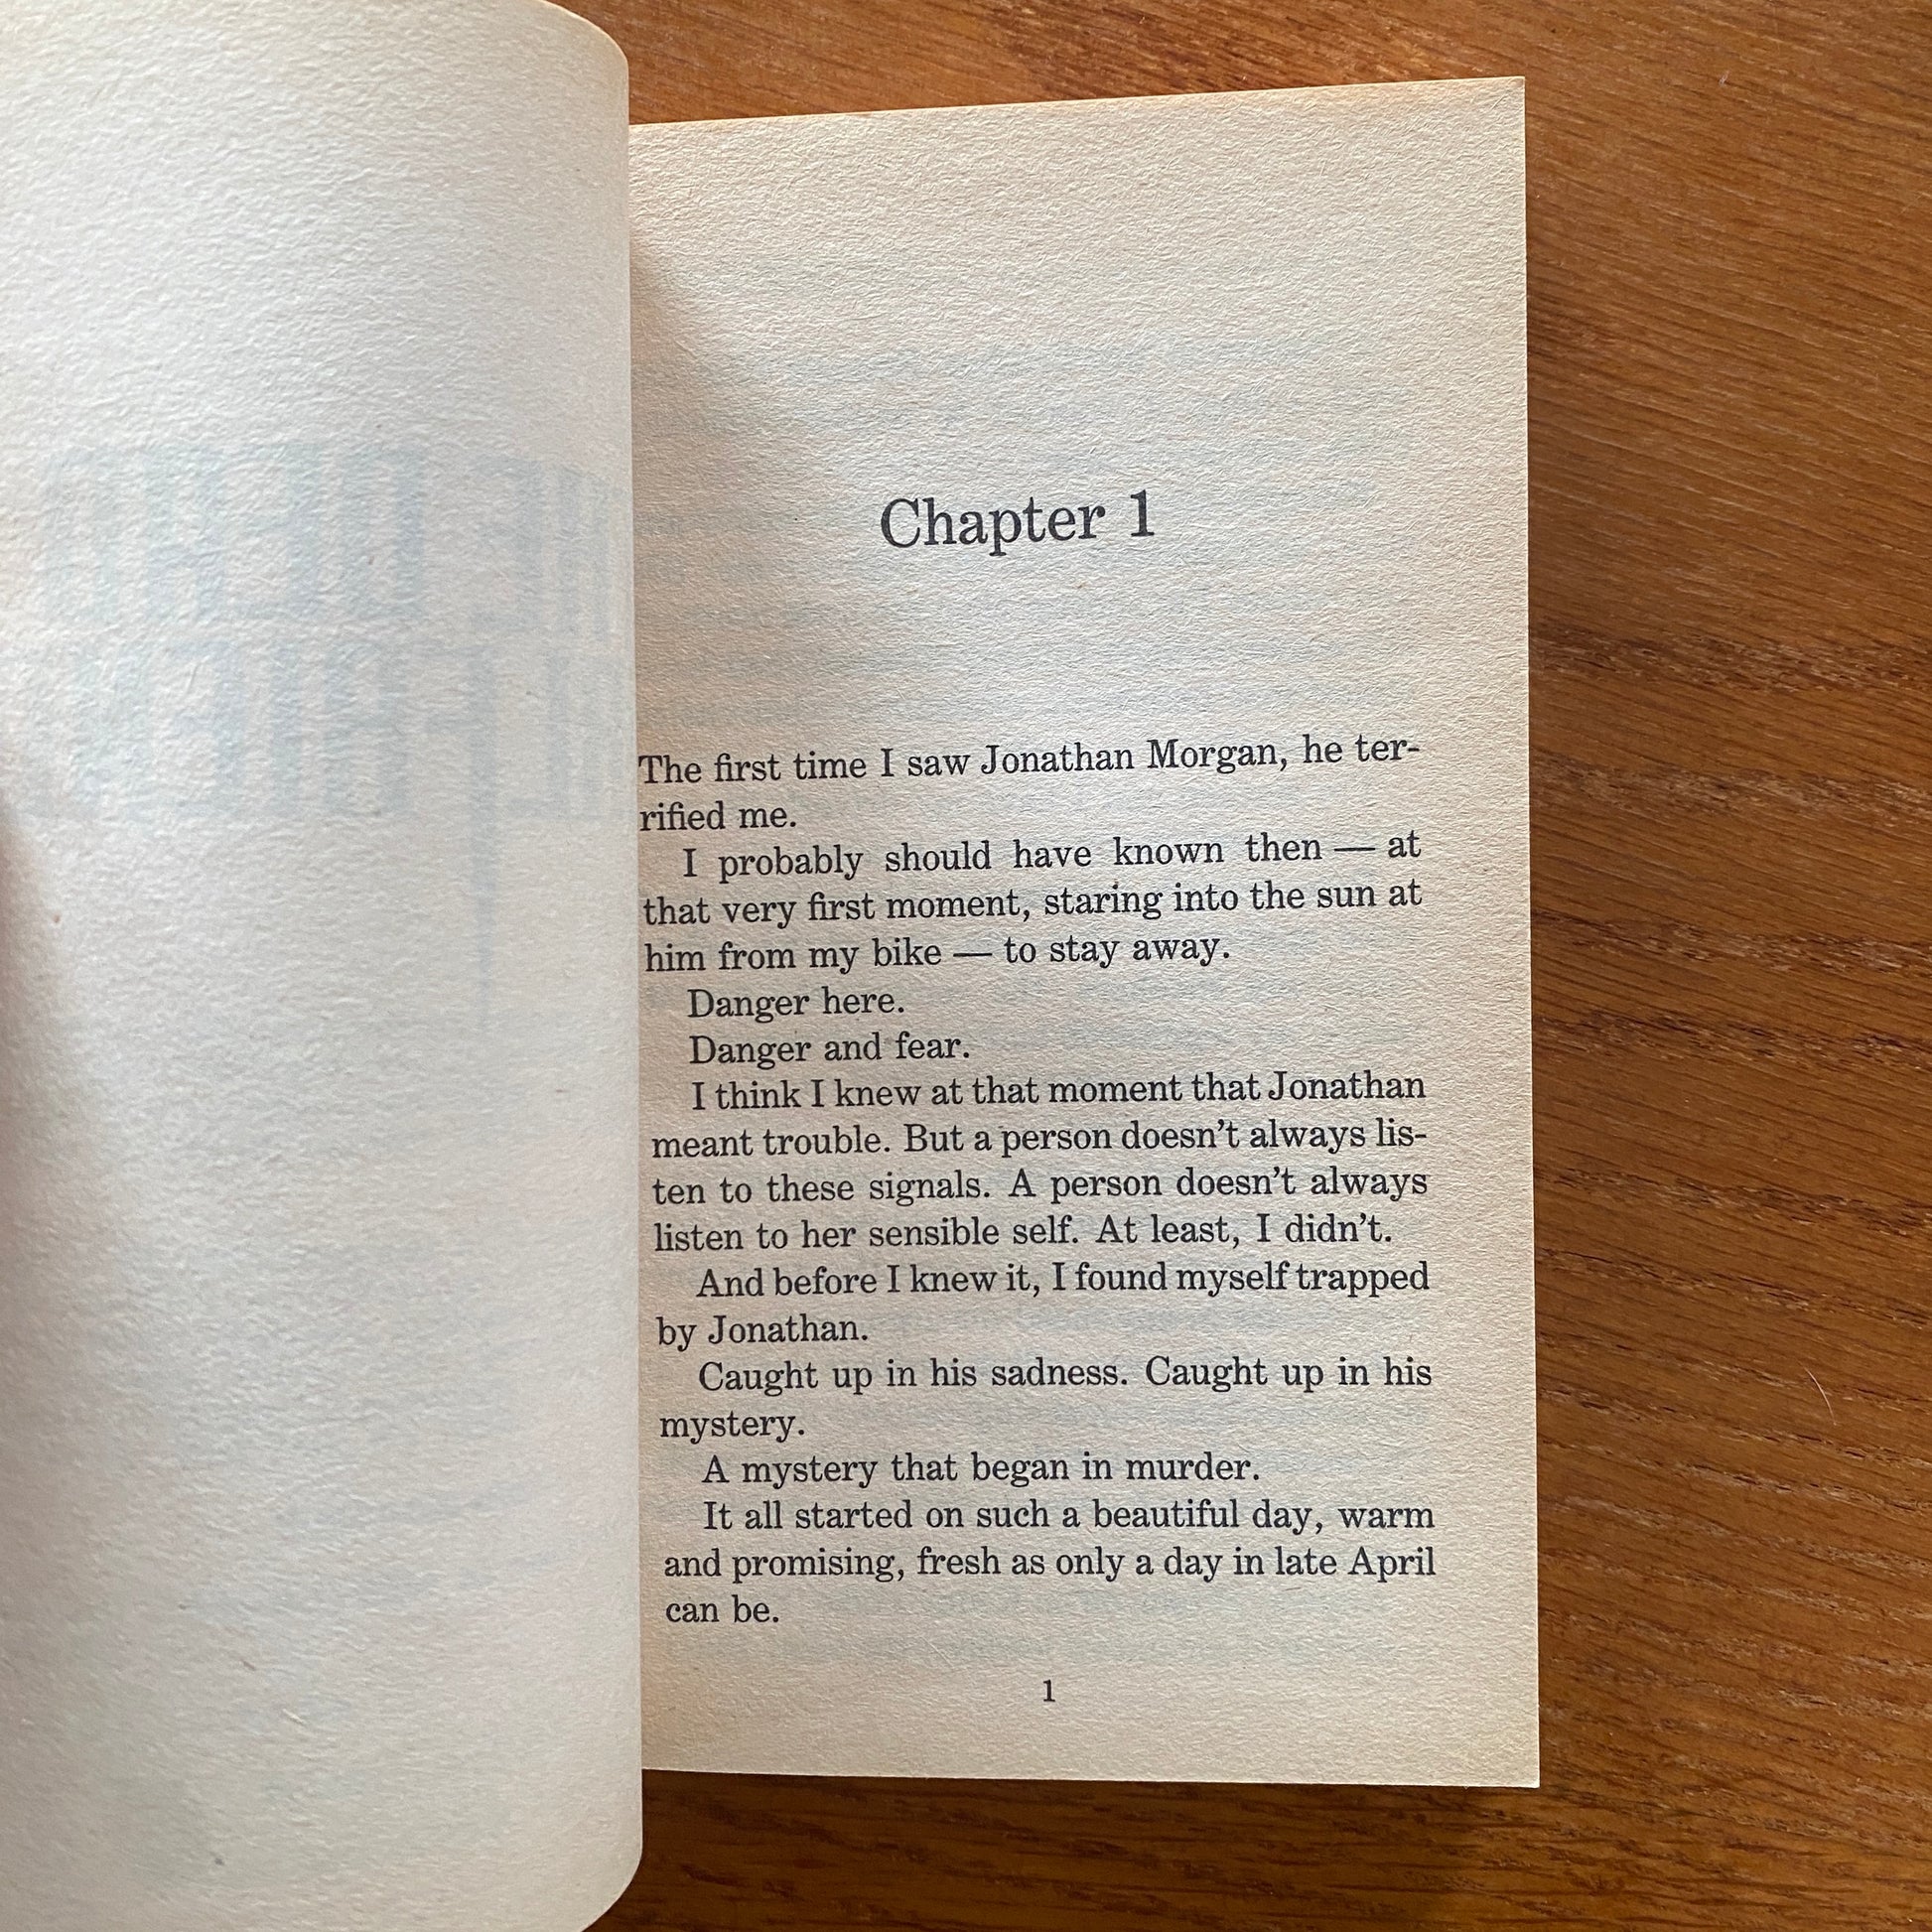 Chapter 1
The first time I saw Jonathan Morgan, he ter-
rified me.
I probably should have known then — at
that very first moment, staring into the sun at
him from my bike — to stay away.
Danger here.
Danger and fear.
I think I knew at that moment that Jonathan
meant trouble. But a person doesn't always lis-
ten to these signals. A person doesn't always
listen to her sensible self. At least, I didn't.
And before I knew it, I found myself trapped
by Jonathan.
Caught up in his sadness. Caught up in his
mystery.
A mystery that began in murder.
It all started on such a beautiful day, warm
and promising, fresh as only a day in late April
can be.
1